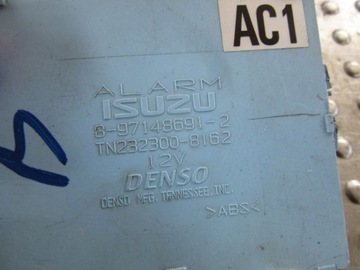 AC1
ALARM
ISUZU
8-97148691-2
TN232300-8162
12V
DENSO
DENSO. MFG. TENNESSEE, INC.
>ABS<